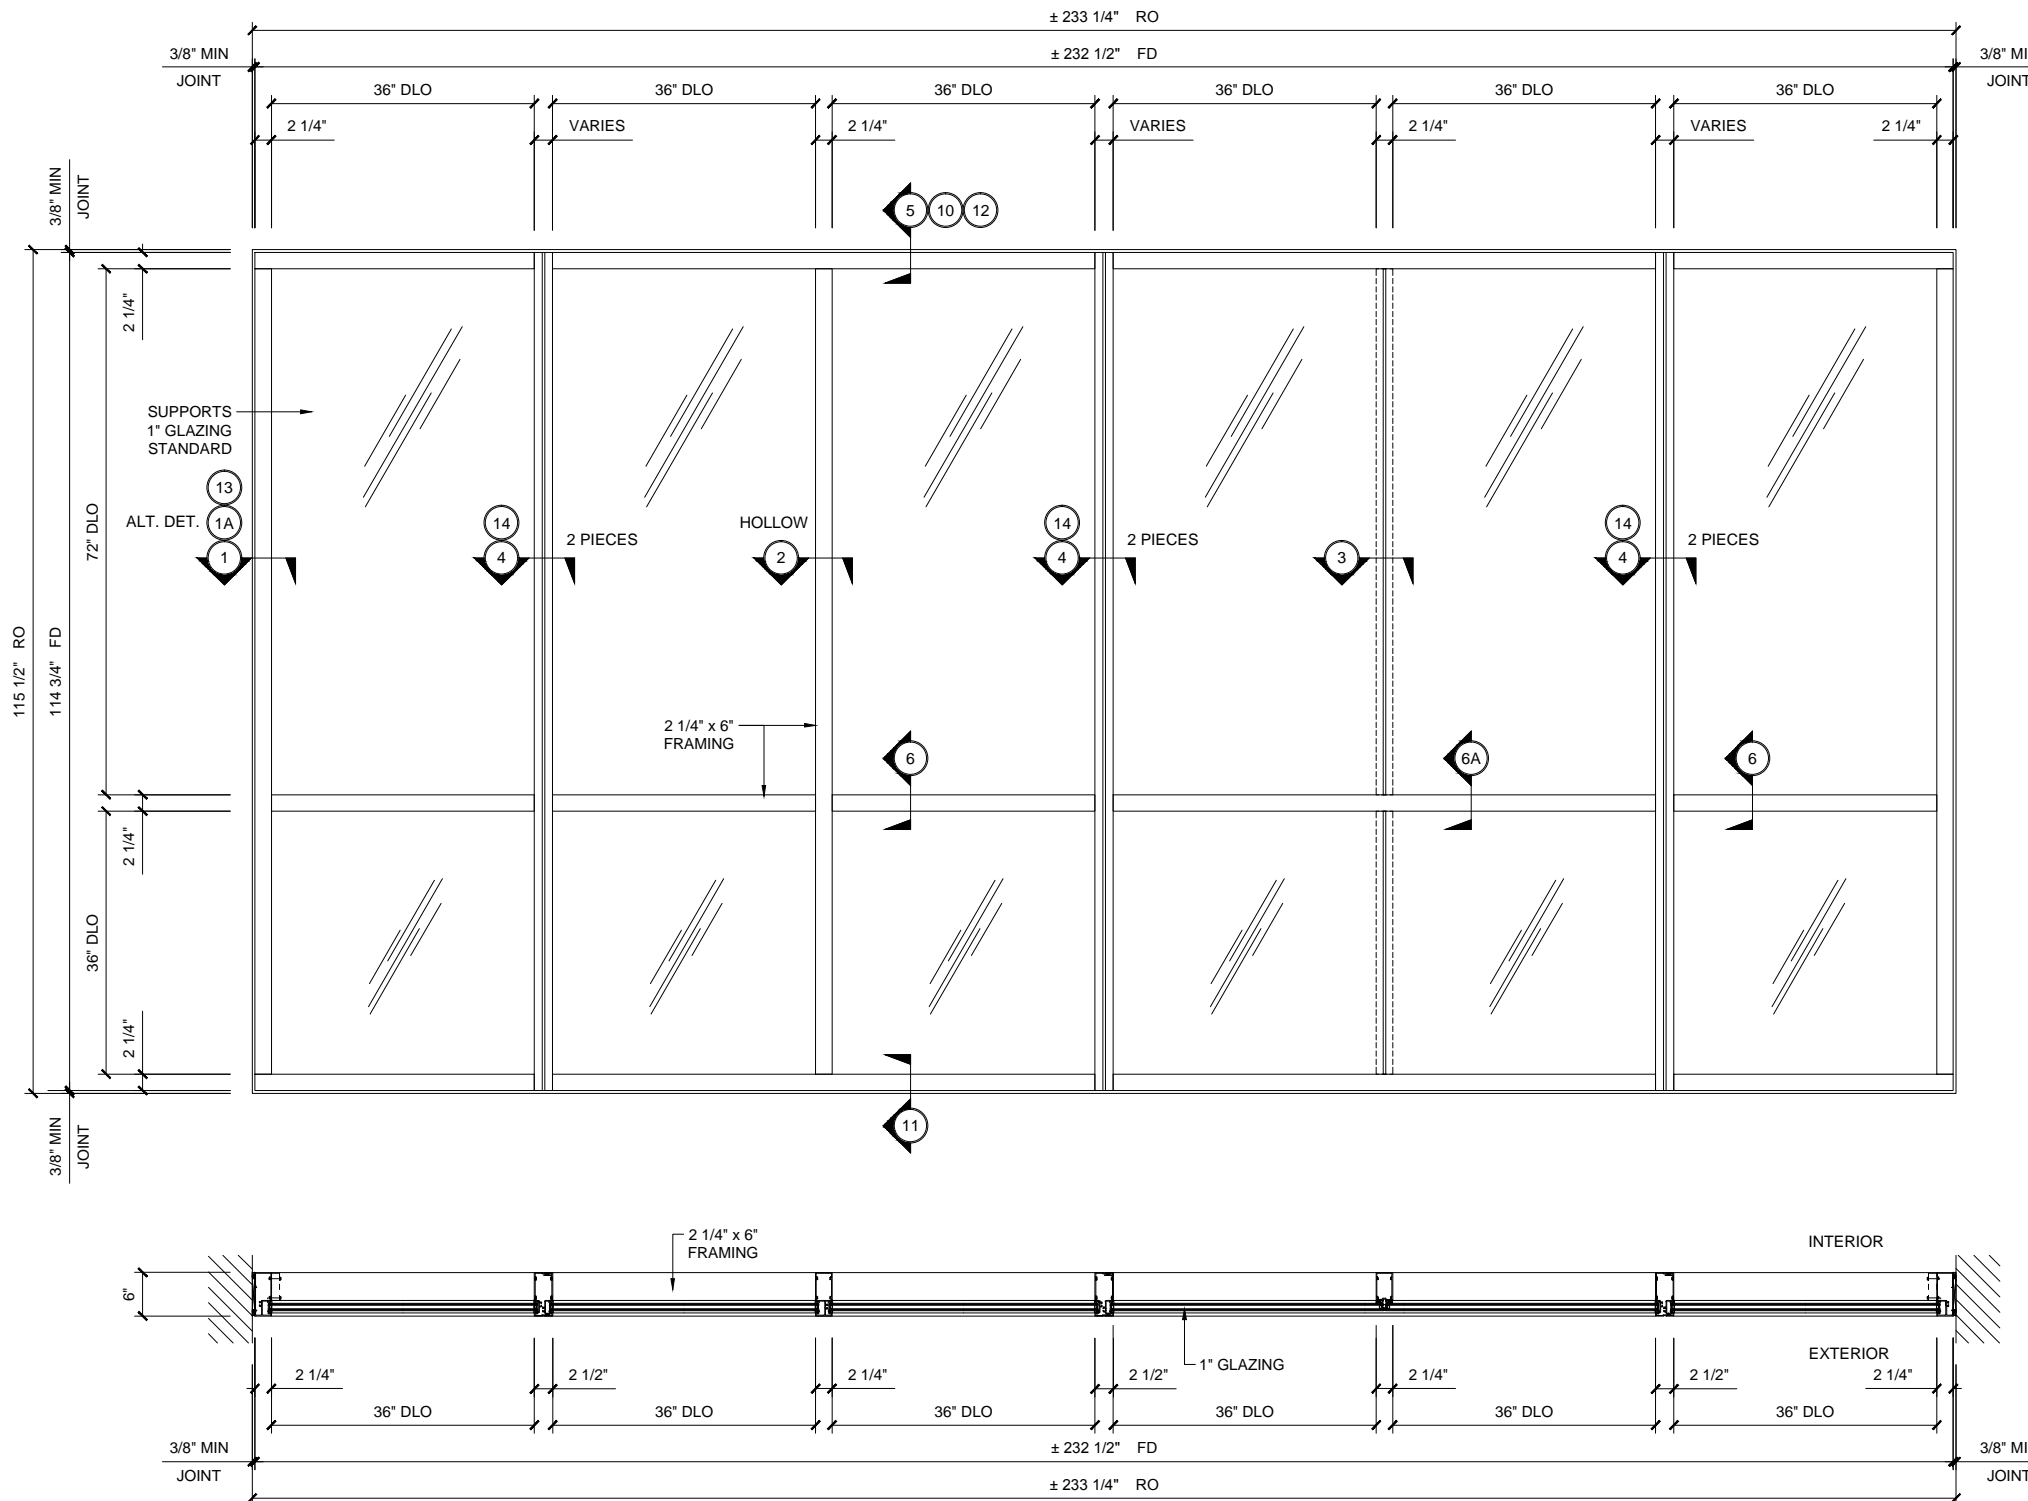 ± 233 1/4" RO
3/8" MIN
JOINT
± 232 1/2" FD
3/8" MI
JOINT
36" DLO 36" DLO 36" DLO 36" DLO 36" DLO 36" DLO
2 1/4" VARIES 2 1/4" VARIES 2 1/4" VARIES 2 1/4"
3/8" MIN
JOINT
5 10 12
2 1/4"
SUPPORTS
1" GLAZING
STANDARD
13
ALT. DET. 1A
1
14
4
2 PIECES
HOLLOW
2
14
4
2 PIECES
3
14
4
2 PIECES
72" DLO
115 1/2" RO
114 3/4" FD
2 1/4" x 6"
FRAMING
6
6A
6
2 1/4"
36" DLO
2 1/4"
11
3/8" MIN
JOINT
2 1/4" x 6"
FRAMING
INTERIOR
6"
1" GLAZING
EXTERIOR
2 1/4" 2 1/2" 2 1/4" 2 1/2" 2 1/4" 2 1/2" 2 1/4"
36" DLO 36" DLO 36" DLO 36" DLO 36" DLO 36" DLO
3/8" MIN
JOINT
± 232 1/2" FD
3/8" MI
JOINT
± 233 1/4" RO